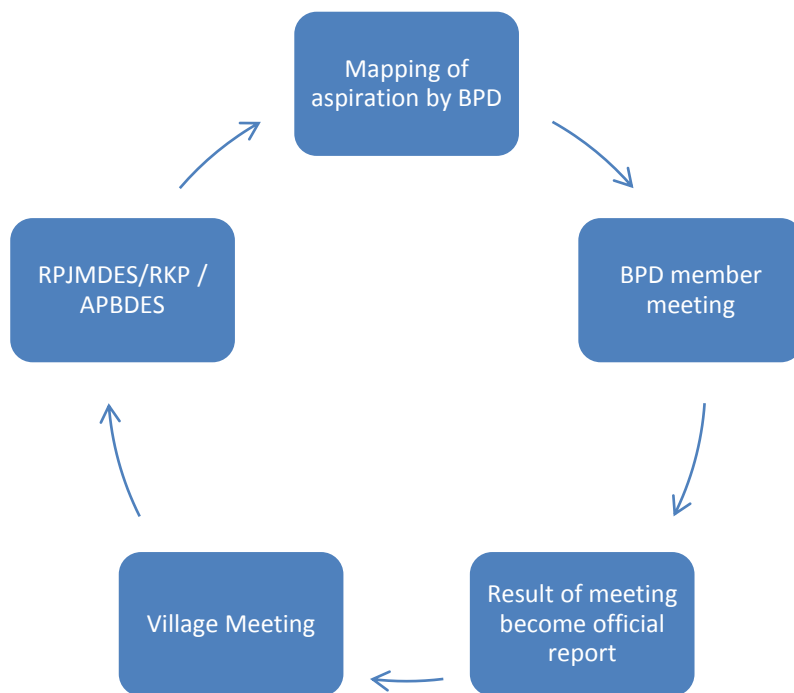 Mapping of
aspiration by BPD
BPD member
meeting
Result of meeting
become official
report
Village Meeting
RPJMDES/RKP /
APBDES